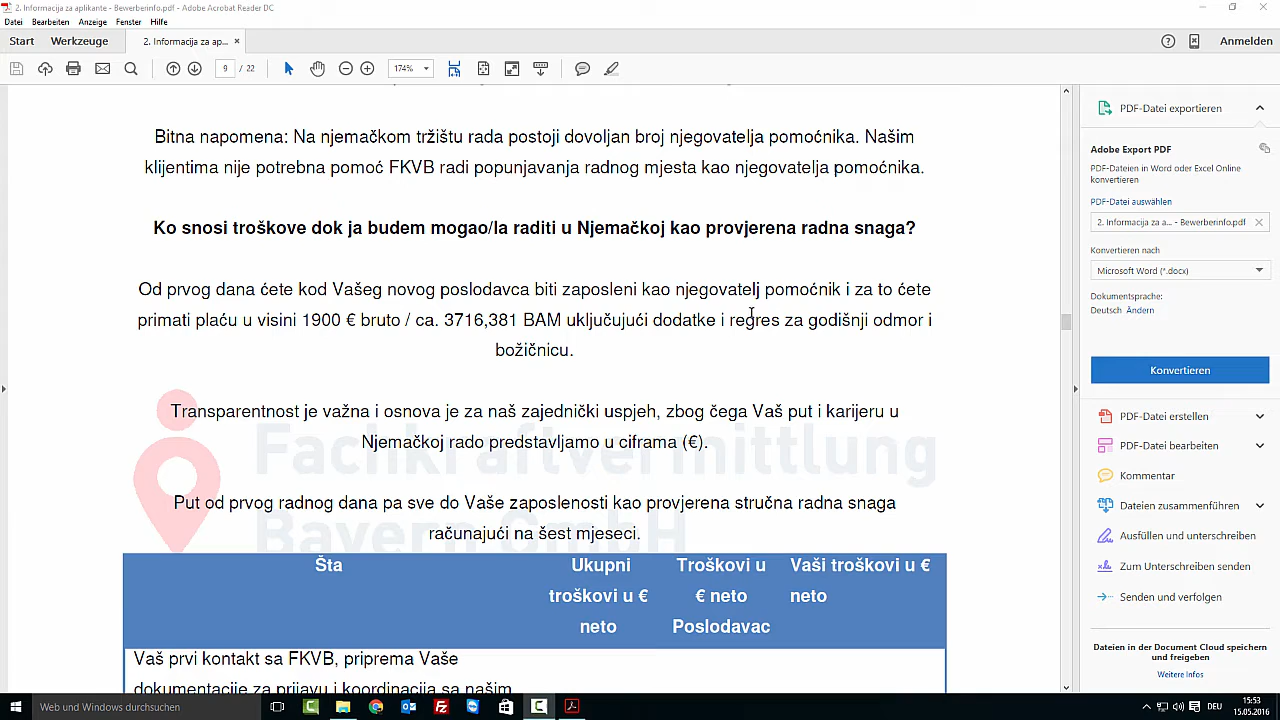 2. Informacija za aplikante - Bewerberinfo.pdf - Adobe Acrobat Reader DC
Datei Bearbeiten Anzeige Fenster Hilfe
Start Werkzeuge 2. Informacija za ap... × Anmelden
9 / 22 174%
Bitna napomena: Na njemačkom tržištu rada postoji dovoljan broj njegovatelja pomoćnika. Našim
klijentima nije potrebna pomoć FKVB radi popunjavanja radnog mjesta kao njegovatelja pomoćnika.
Ko snosi troškove dok ja budem mogao/la raditi u Njemačkoj kao provjerena radna snaga?
Od prvog dana ćete kod Vašeg novog poslodavca biti zaposleni kao njegovatelj pomoćnik i za to ćete
primati plaću u visini 1900 € bruto / ca. 3716,381 BAM uključujući dodatke i regres za godišnji odmor i
božičnicu.
Transparentnost je važna i osnova je za naš zajednički uspjeh, zbog čega Vaš put i karijeru u
Njemačkoj rado predstavljamo u ciframa (€).
Fachkraftvermittlung
Bayern GmbH
Put od prvog radnog dana pa sve do Vaše zaposlenosti kao provjerena stručna radna snaga
računajući na šest mjeseci.
Šta
Ukupni
troškovi u €
neto
Troškovi u
€ neto
Poslodavac
Vaši troškovi u €
neto
Vaš prvi kontakt sa FKVB, priprema Vaše
dokumentacije za prijavu i koordinacija sa našim
PDF-Datei exportieren
Adobe Export PDF
PDF-Dateien in Word oder Excel Online
konvertieren
PDF-Datei auswählen
2. Informacija za a... - Bewerberinfo.pdf
Konvertieren nach
Microsoft Word (*.docx)
Dokumentsprache:
Deutsch Ändern
Konvertieren
PDF-Datei erstellen
PDF-Datei bearbeiten
Kommentar
Dateien zusammenführen
Ausfüllen und unterschreiben
Zum Unterschreiben senden
Senden und verfolgen
Dateien in der Document Cloud speichern
und freigeben
Weitere Infos
Web und Windows durchsuchen
DEU
15:53
15.05.2016